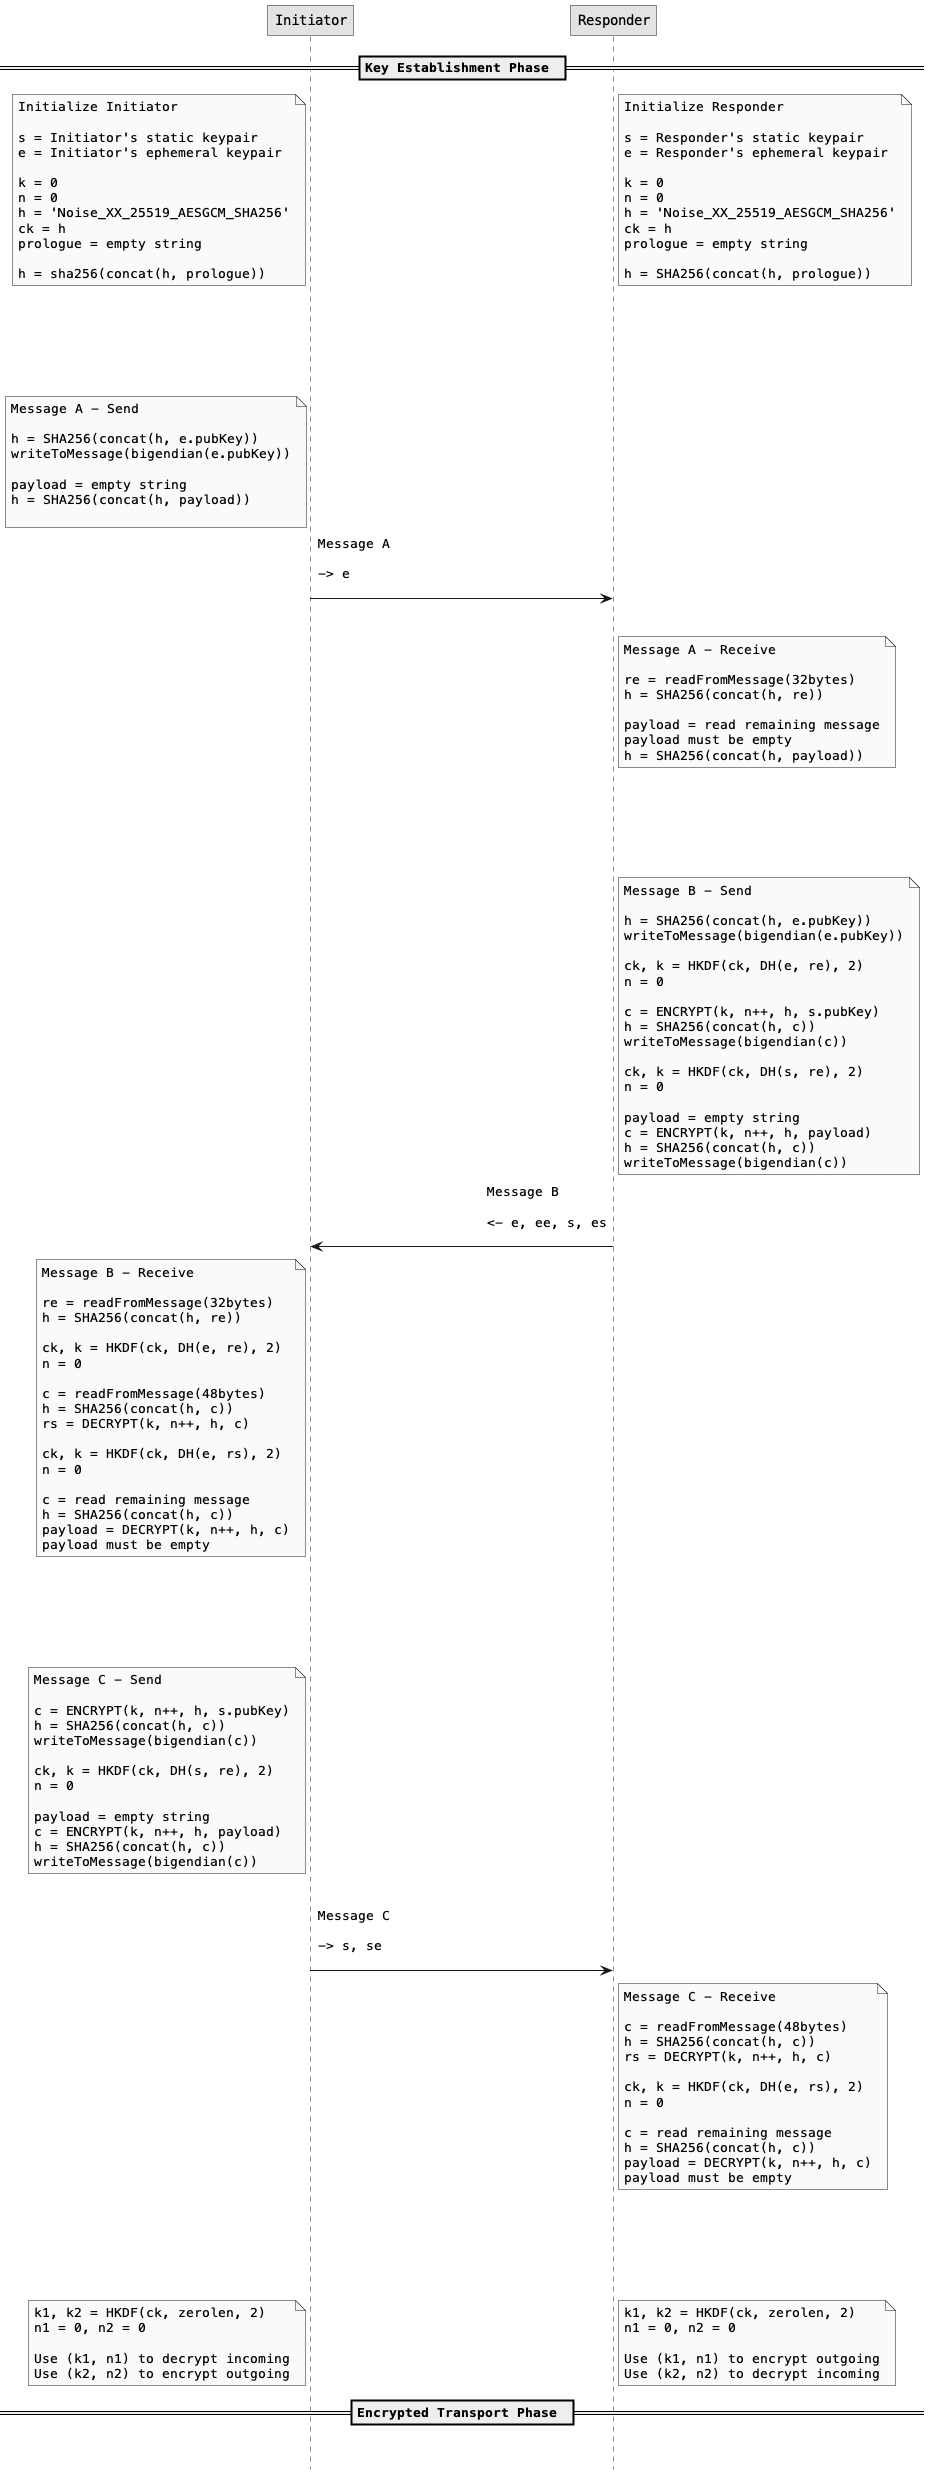 Initiator
Responder
Key Establishment Phase
Initialize Initiator
s = Initiator's static keypair
e = Initiator's ephemeral keypair
k = 0
n = 0
h = 'Noise_XX_25519_AESGCM_SHA256'
ck = h
prologue = empty string
h = sha256(concat(h, prologue))
Initialize Responder
s = Responder's static keypair
e = Responder's ephemeral keypair
k = 0
n = 0
h = 'Noise_XX_25519_AESGCM_SHA256'
ck = h
prologue = empty string
h = SHA256(concat(h, prologue))
Message A − Send
h = SHA256(concat(h, e.pubKey))
writeToMessage(bigendian(e.pubKey))
payload = empty string
h = SHA256(concat(h, payload))
Message A
−> e
Message A − Receive
re = readFromMessage(32bytes)
h = SHA256(concat(h, re))
payload = read remaining message
payload must be empty
h = SHA256(concat(h, payload))
Message B − Send
h = SHA256(concat(h, e.pubKey))
writeToMessage(bigendian(e.pubKey))
ck, k = HKDF(ck, DH(e, re), 2)
n = 0
c = ENCRYPT(k, n++, h, s.pubKey)
h = SHA256(concat(h, c))
writeToMessage(bigendian(c))
ck, k = HKDF(ck, DH(s, re), 2)
n = 0
payload = empty string
c = ENCRYPT(k, n++, h, payload)
h = SHA256(concat(h, c))
writeToMessage(bigendian(c))
Message B
<− e, ee, s, es
Message B − Receive
re = readFromMessage(32bytes)
h = SHA256(concat(h, re))
ck, k = HKDF(ck, DH(e, re), 2)
n = 0
c = readFromMessage(48bytes)
h = SHA256(concat(h, c))
rs = DECRYPT(k, n++, h, c)
ck, k = HKDF(ck, DH(e, rs), 2)
n = 0
c = read remaining message
h = SHA256(concat(h, c))
payload = DECRYPT(k, n++, h, c)
payload must be empty
Message C − Send
c = ENCRYPT(k, n++, h, s.pubKey)
h = SHA256(concat(h, c))
writeToMessage(bigendian(c))
ck, k = HKDF(ck, DH(s, re), 2)
n = 0
payload = empty string
c = ENCRYPT(k, n++, h, payload)
h = SHA256(concat(h, c))
writeToMessage(bigendian(c))
Message C
−> s, se
Message C − Receive
c = readFromMessage(48bytes)
h = SHA256(concat(h, c))
rs = DECRYPT(k, n++, h, c)
ck, k = HKDF(ck, DH(e, rs), 2)
n = 0
c = read remaining message
h = SHA256(concat(h, c))
payload = DECRYPT(k, n++, h, c)
payload must be empty
k1, k2 = HKDF(ck, zerolen, 2)
n1 = 0, n2 = 0
Use (k1, n1) to decrypt incoming
Use (k2, n2) to encrypt outgoing
k1, k2 = HKDF(ck, zerolen, 2)
n1 = 0, n2 = 0
Use (k1, n1) to encrypt outgoing
Use (k2, n2) to decrypt incoming
Encrypted Transport Phase